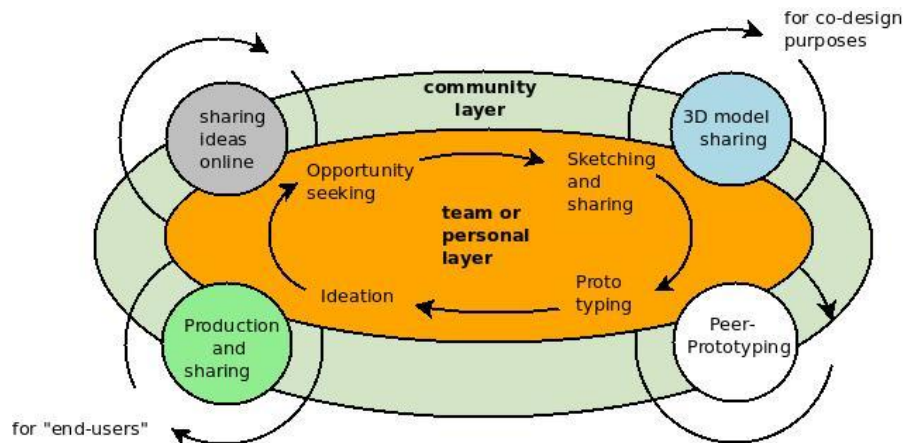 for co-design
purposes
community
layer
sharing
ideas
online
3D model
sharing
Opportunity
seeking
Sketching
and
sharing
team or
personal
layer
Ideation
Proto
typing
Production
and
sharing
Peer-
Prototyping
for "end-users"